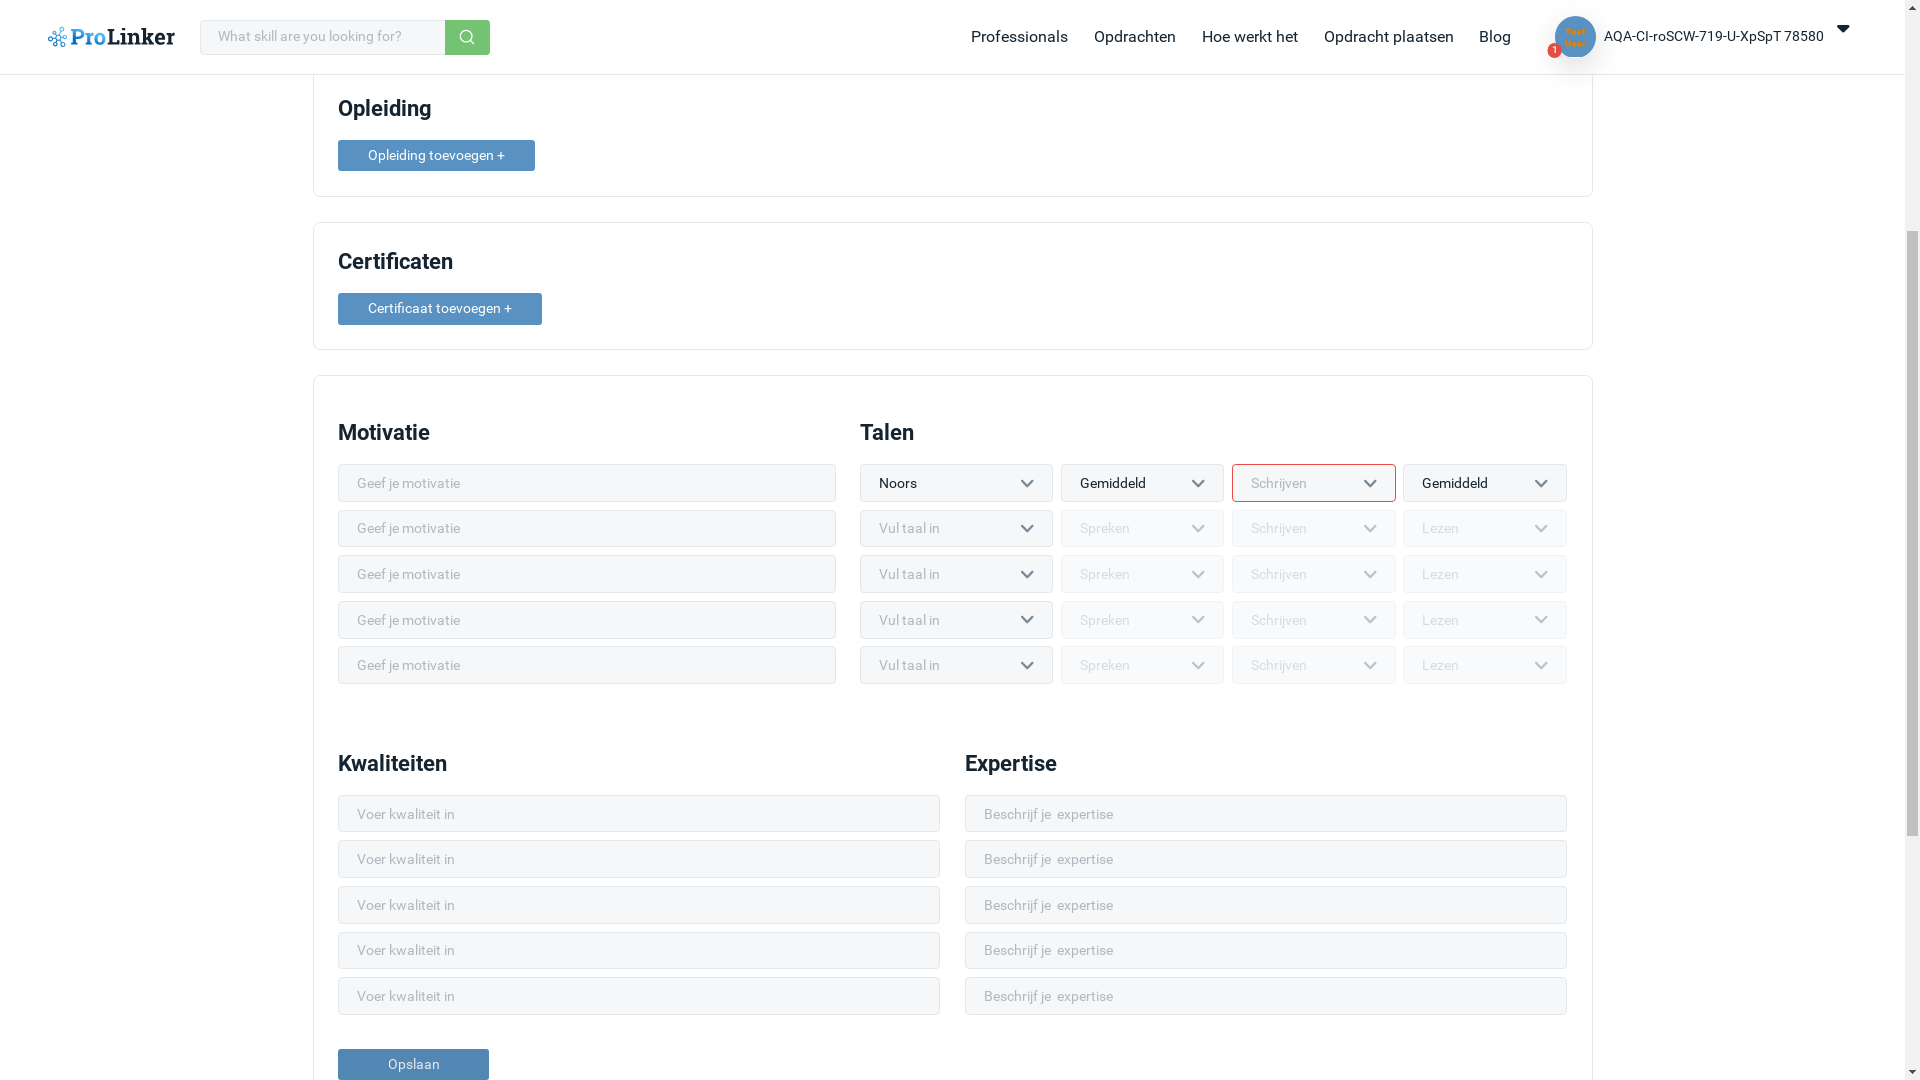 ProLinker
What skill are you looking for?
Professionals
Opdrachten
Hoe werkt het
Opdracht plaatsen
Blog
1
AQA-CI-roSCW-719-U-XpSpT 78580
Opleiding
Opleiding toevoegen +
Certificaten
Certificaat toevoegen +
Motivatie
Geef je motivatie
Geef je motivatie
Geef je motivatie
Geef je motivatie
Geef je motivatie
Talen
Noors Gemiddeld Schrijven Gemiddeld
Vul taal in Spreken Schrijven Lezen
Vul taal in Spreken Schrijven Lezen
Vul taal in Spreken Schrijven Lezen
Vul taal in Spreken Schrijven Lezen
Kwaliteiten
Voer kwaliteit in
Voer kwaliteit in
Voer kwaliteit in
Voer kwaliteit in
Voer kwaliteit in
Expertise
Beschrijf je  expertise
Beschrijf je  expertise
Beschrijf je  expertise
Beschrijf je  expertise
Beschrijf je  expertise
Opslaan